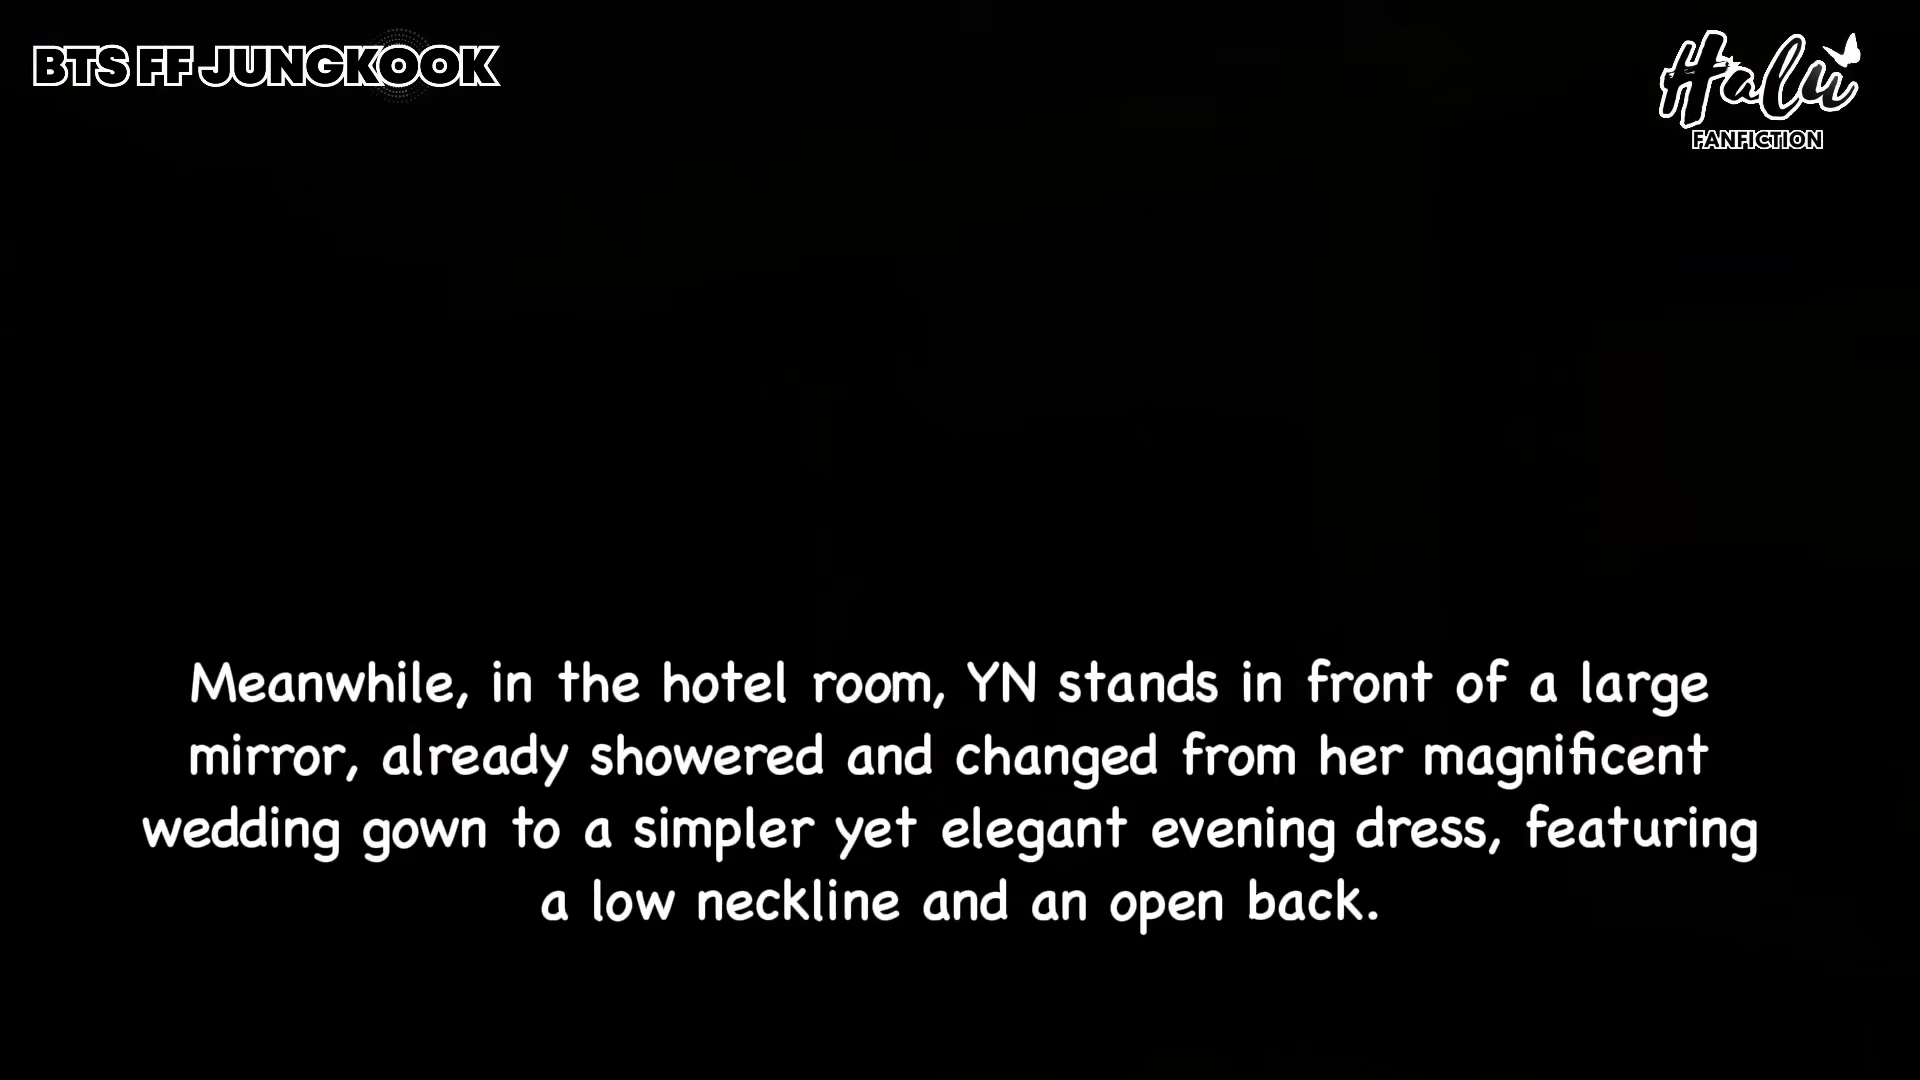 BTS FF JUNGKOOK
Halu
FANFICTION
Meanwhile, in the hotel room, YN stands in front of a large
mirror, already showered and changed from her magnificent
wedding gown to a simpler yet elegant evening dress, featuring
a low neckline and an open back.